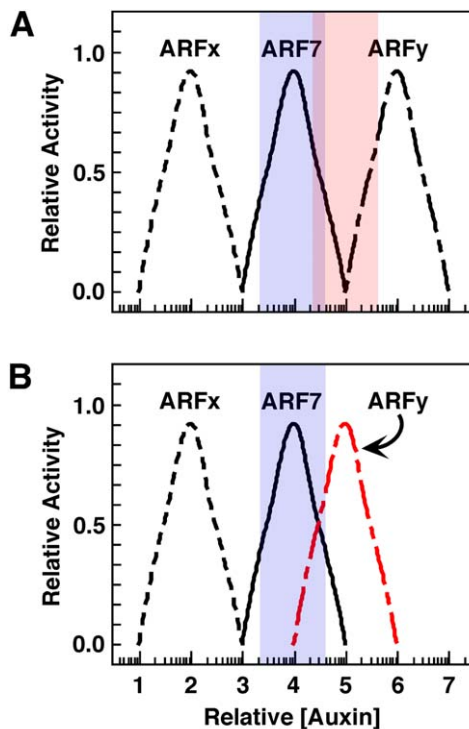 A
ARFx ARF7 ARFy
1.0
0.5
0.0
Relative Activity
B
ARFx ARF7 ARFy
1.0
0.5
0.0
Relative Activity
1 2 3 4 5 6 7
Relative [Auxin]